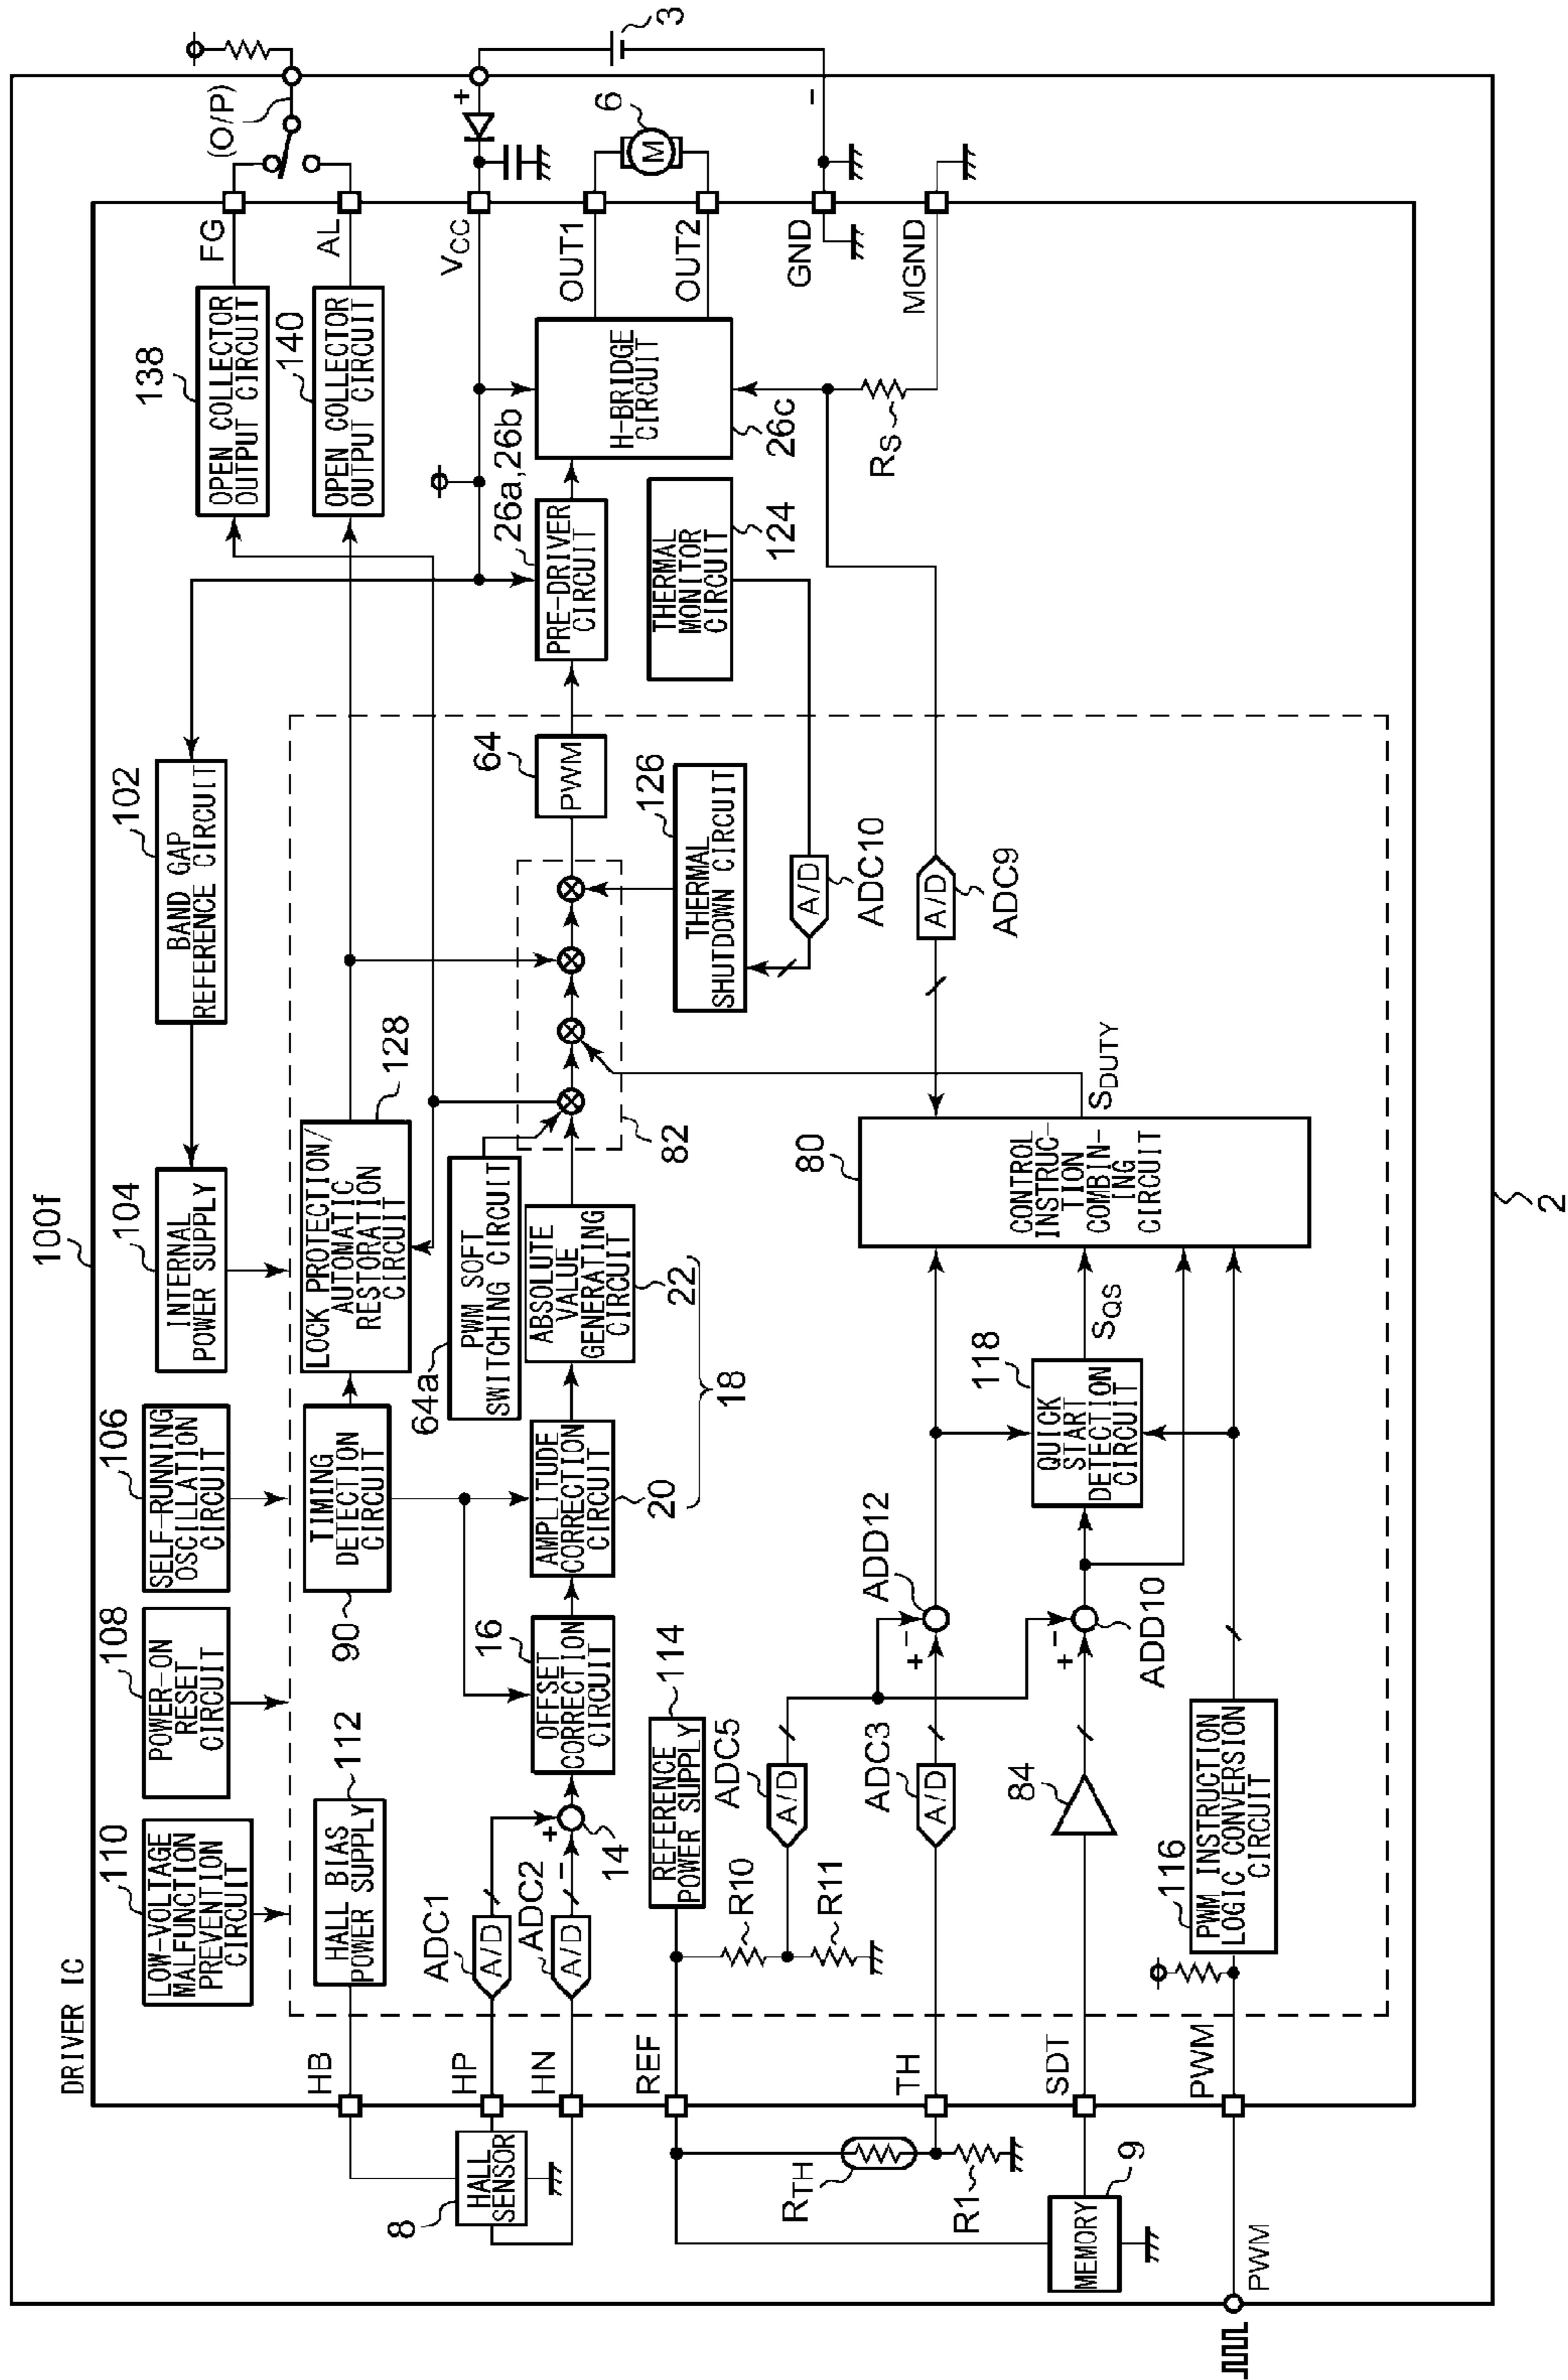 DRIVER IC
100f
LOW-VOLTAGE
MALFUNCTION
PREVENTION
CIRCUIT
110
POWER-ON
RESET
CIRCUIT
108
SELF-RUNNING
OSCILLATION
CIRCUIT
106
INTERNAL
POWER SUPPLY
104
BAND GAP
REFERENCE CIRCUIT
102
OPEN COLLECTOR
OUTPUT CIRCUIT
138
OPEN COLLECTOR
OUTPUT CIRCUIT
140
FG
AL
(O/P)
HB
HALL BIAS
POWER SUPPLY
112
TIMING
DETECTION
CIRCUIT
90
LOCK PROTECTION/
AUTOMATIC
RESTORATION
CIRCUIT
128
VCC
+
3
-
HALL
SENSOR
8
HP
HN
ADC1
A/D
ADC2
A/D
+
-
14
OFFSET
CORRECTION
CIRCUIT
16
AMPLITUDE
CORRECTION
CIRCUIT
20
PWM SOFT
SWITCHING CIRCUIT
64a
ABSOLUTE
VALUE
GENERATING
CIRCUIT
22
18
82
PWM
64
PRE-DRIVER
CIRCUIT
26a,26b
H-BRIDGE
CIRCUIT
26c
OUT1
OUT2
M
6
GND
MGND
REF
REFERENCE
POWER SUPPLY
114
R10
R11
ADC5
A/D
THERMAL
SHUTDOWN CIRCUIT
126
A/D
ADC10
THERMAL
MONITOR
CIRCUIT
124
RS
A/D
ADC9
RTH
R1
TH
ADC3
A/D
+
-
ADD12
MEMORY
9
SDT
84
+
-
ADD10
QUICK
START
DETECTION
CIRCUIT
118
SQS
CONTROL
INSTRUC-
TION
COMBIN-
ING
CIRCUIT
80
SDUTY
PWM
PWM
PWM INSTRUCTION
LOGIC CONVERSION
CIRCUIT
116
2